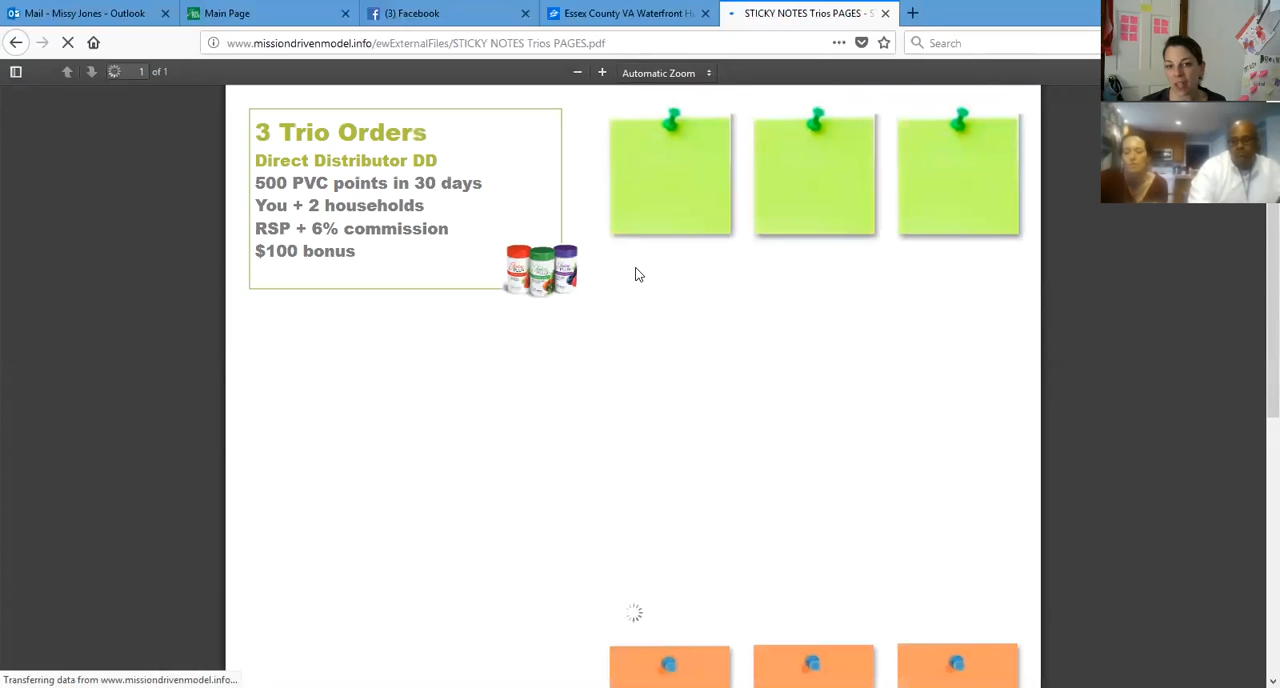 Mail - Missy Jones - Outlook
Main Page
(3) Facebook
Essex County VA Waterfront H
STICKY NOTES Trios PAGES - S
www.missiondrivenmodel.info/ewExternalFiles/STICKY NOTES Trios PAGES.pdf
Search
1 of 1
Automatic Zoom
3 Trio Orders
Direct Distributor DD
500 PVC points in 30 days
You + 2 households
RSP + 6% commission
$100 bonus
Transferring data from www.missiondrivenmodel.info...